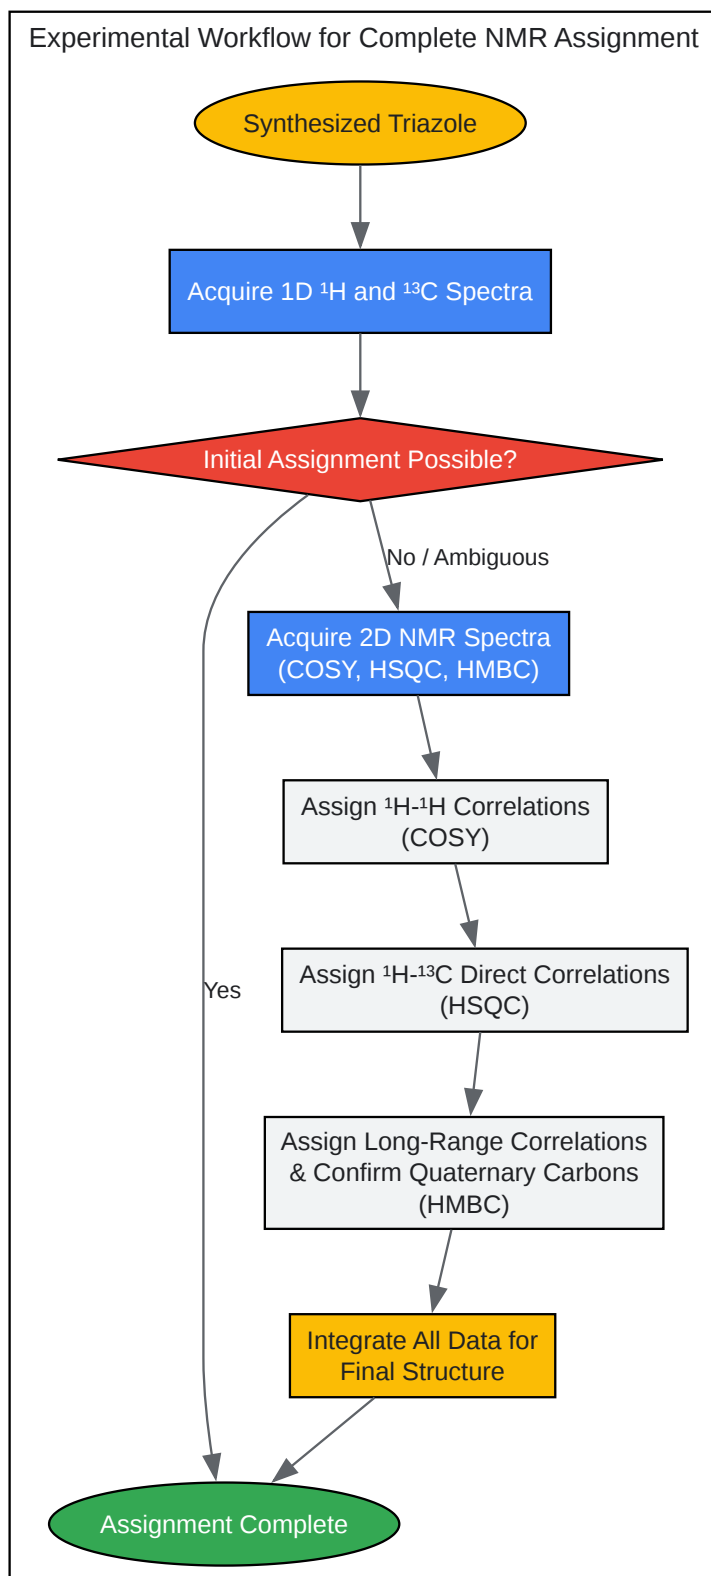 Experimental Workflow for Complete NMR Assignment
Synthesized Triazole
Acquire 1D ¹H and ¹³C Spectra
Initial Assignment Possible?
No / Ambiguous
Acquire 2D NMR Spectra
(COSY, HSQC, HMBC)
Assign ¹H-¹H Correlations
(COSY)
Assign ¹H-¹³C Direct Correlations
(HSQC)
Yes
Assign Long-Range Correlations
& Confirm Quaternary Carbons
(HMBC)
Integrate All Data for
Final Structure
Assignment Complete